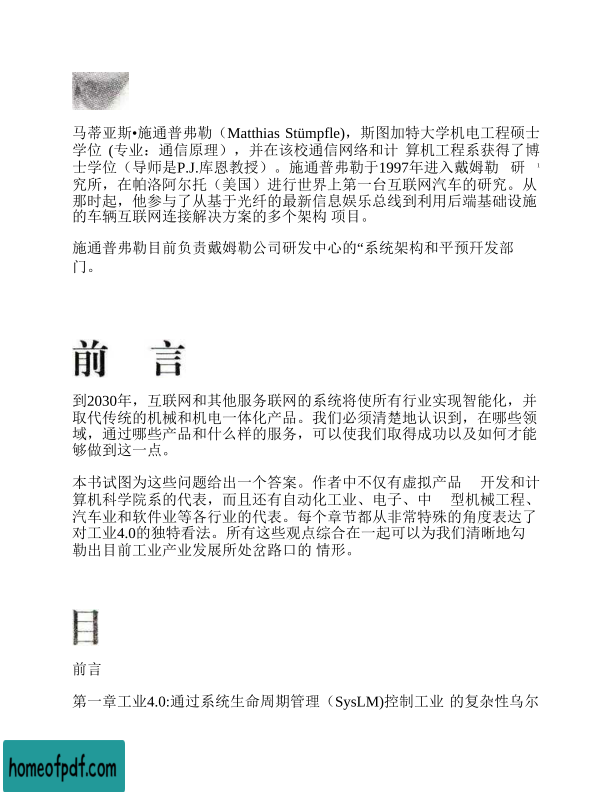 马蒂亚斯•施通普弗勒（Matthias Stümpfle)，斯图加特大学机电工程硕士
学位 (专业：通信原理），并在该校通信网络和计 算机工程系获得了博
士学位（导师是P.J.库恩教授）。施通普弗勒于1997年进入戴姆勒 研
究所，在帕洛阿尔托（美国）进行世界上第一台互联网汽车的研究。从
那时起，他参与了从基于光纤的最新信息娱乐总线到利用后端基础设施
的车辆互联网连接解决方案的多个架构 项目。
施通普弗勒目前负责戴姆勒公司研发中心的“系统架构和平预开发部
门。
前 言
到2030年，互联网和其他服务联网的系统将使所有行业实现智能化，并
取代传统的机械和机电一体化产品。我们必须清楚地认识到，在哪些领
域，通过哪些产品和什么样的服务，可以使我们取得成功以及如何才能
够做到这一点。
本书试图为这些问题给出一个答案。作者中不仅有虚拟产品 开发和计
算机科学院系的代表，而且还有自动化工业、电子、中 型机械工程、
汽车业和软件业等各行业的代表。每个章节都从非常特殊的角度表达了
对工业4.0的独特看法。所有这些观点综合在一起可以为我们清晰地勾
勒出目前工业产业发展所处岔路口的 情形。
目
前言
第一章工业4.0:通过系统生命周期管理（SysLM)控制工业 的复杂性乌尔
homeofpdf.com